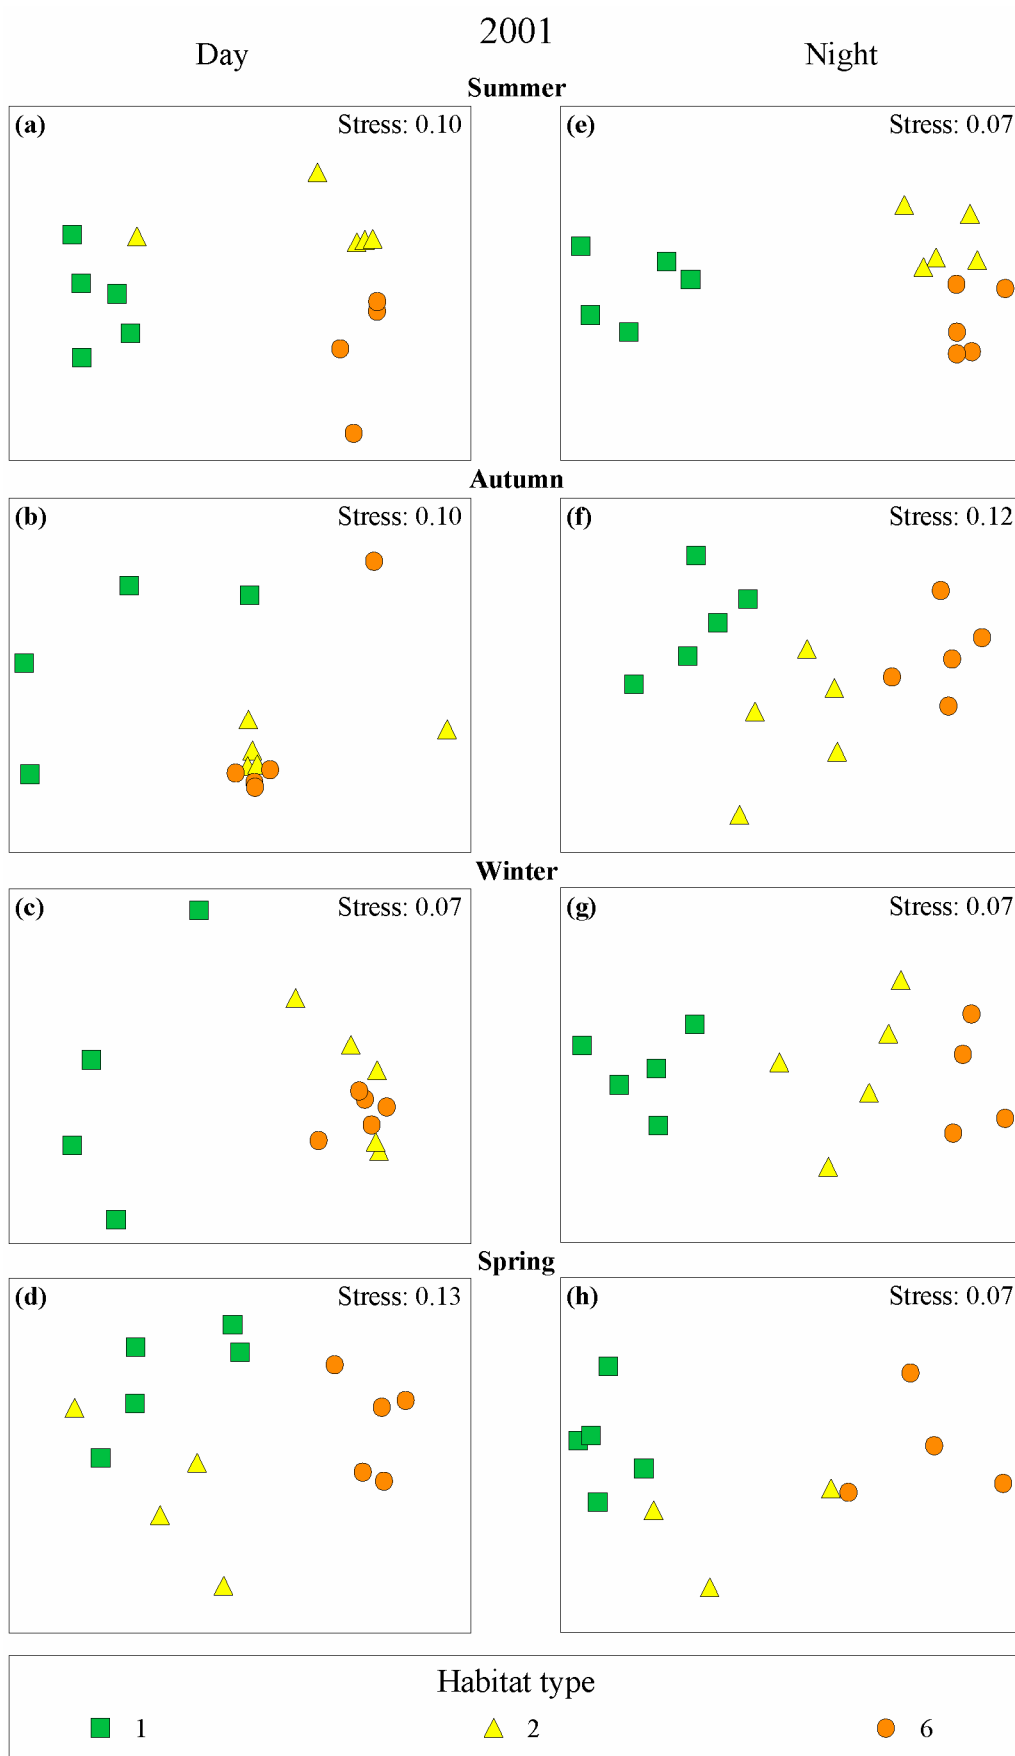 2001
Day Night
Summer
(a) Stress: 0.10 (e) Stress: 0.07
Autumn
(b) Stress: 0.10 (f) Stress: 0.12
Winter
(c) Stress: 0.07 (g) Stress: 0.07
Spring
(d) Stress: 0.13 (h) Stress: 0.07
Habitat type
1 2 6